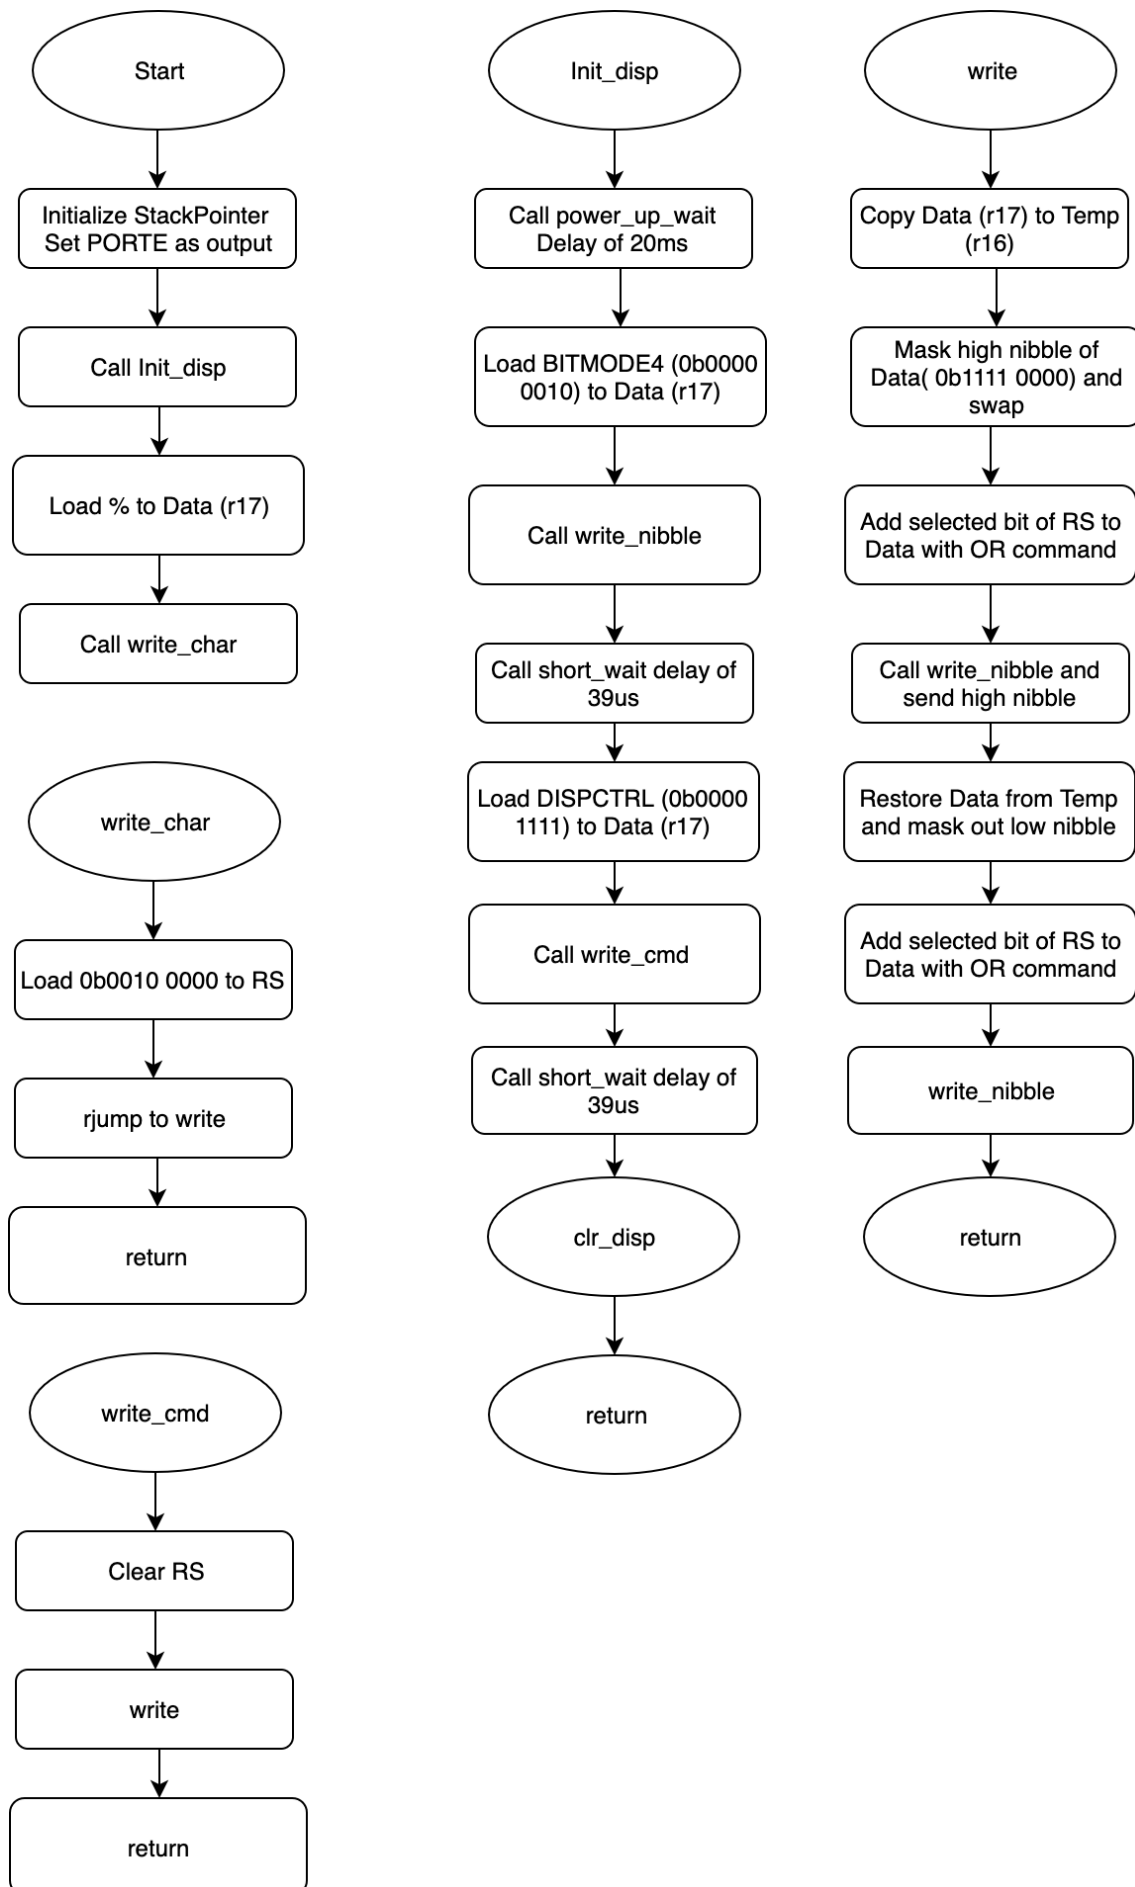 Start
Initialize StackPointer
Set PORTE as output
Call Init_disp
Load % to Data (r17)
Call write_char
write_char
Load 0b0010 0000 to RS
rjump to write
return
write_cmd
Clear RS
write
return
Init_disp
Call power_up_wait
Delay of 20ms
Load BITMODE4 (0b0000
0010) to Data (r17)
Call write_nibble
Call short_wait delay of
39us
Load DISPCTRL (0b0000
1111) to Data (r17)
Call write_cmd
Call short_wait delay of
39us
clr_disp
return
write
Copy Data (r17) to Temp
(r16)
Mask high nibble of
Data( 0b1111 0000) and
swap
Add selected bit of RS to
Data with OR command
Call write_nibble and
send high nibble
Restore Data from Temp
and mask out low nibble
Add selected bit of RS to
Data with OR command
write_nibble
return